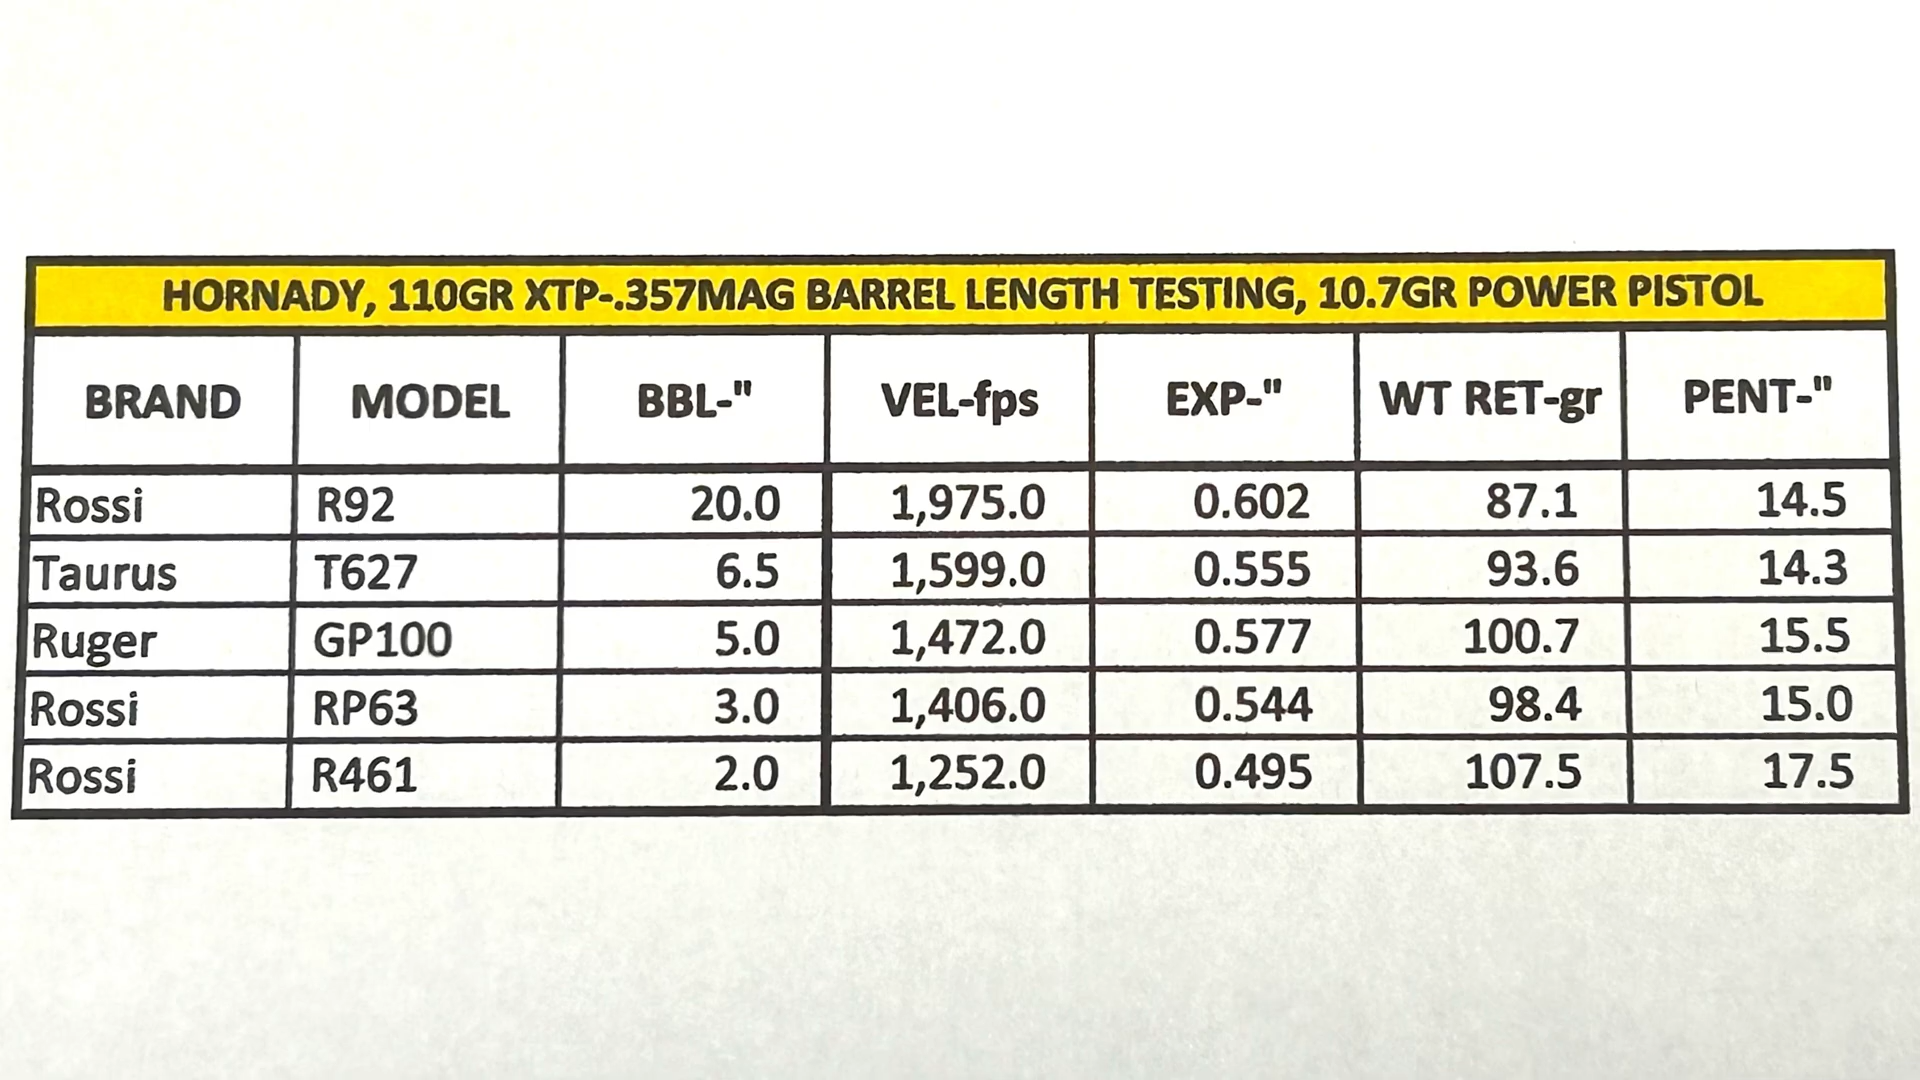 HORNADY, 110GR XTP-.357MAG BARREL LENGTH TESTING, 10.7GR POWER PISTOL
BRAND MODEL BBL-" VEL-fps EXP-" WT RET-gr PENT-"
Rossi R92 20.0 1,975.0 0.602 87.1 14.5
Taurus T627 6.5 1,599.0 0.555 93.6 14.3
Ruger GP100 5.0 1,472.0 0.577 100.7 15.5
Rossi RP63 3.0 1,406.0 0.544 98.4 15.0
Rossi R461 2.0 1,252.0 0.495 107.5 17.5